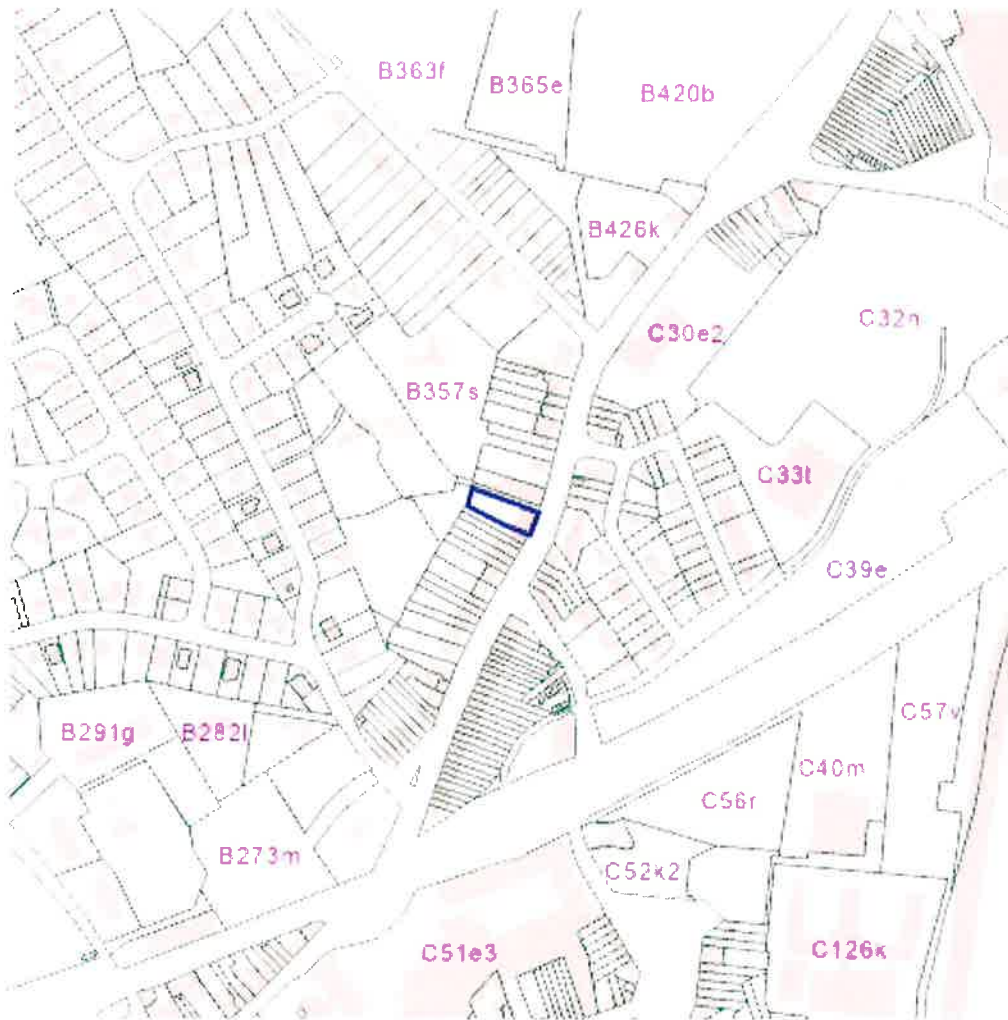 B363f
B365e
B420b
B426k
C30e2
C32n
B357s
C33t
C39e
C57v
B291g
B282l
C40m
C56r
B273m
C52k2
C51e3
C126k